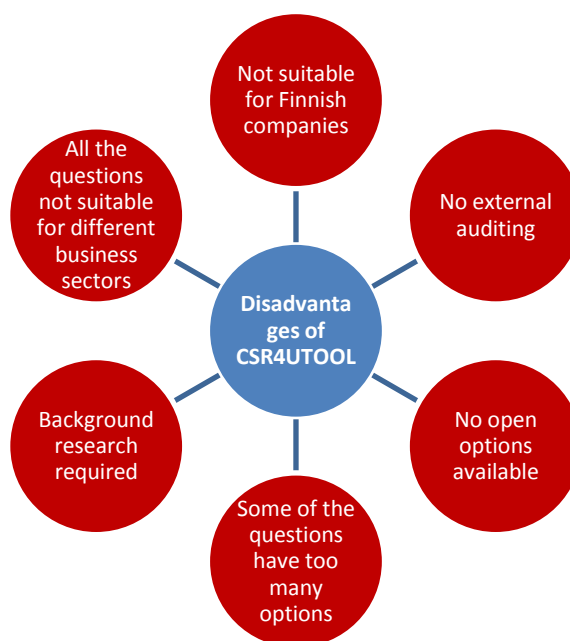 Not suitable
for Finnish
companies
All the
questions
not suitable
for different
business
sectors
No external
auditing
Disadvanta
ges of
CSR4UTOOL
Background
research
required
No open
options
available
Some of the
questions
have too
many
options